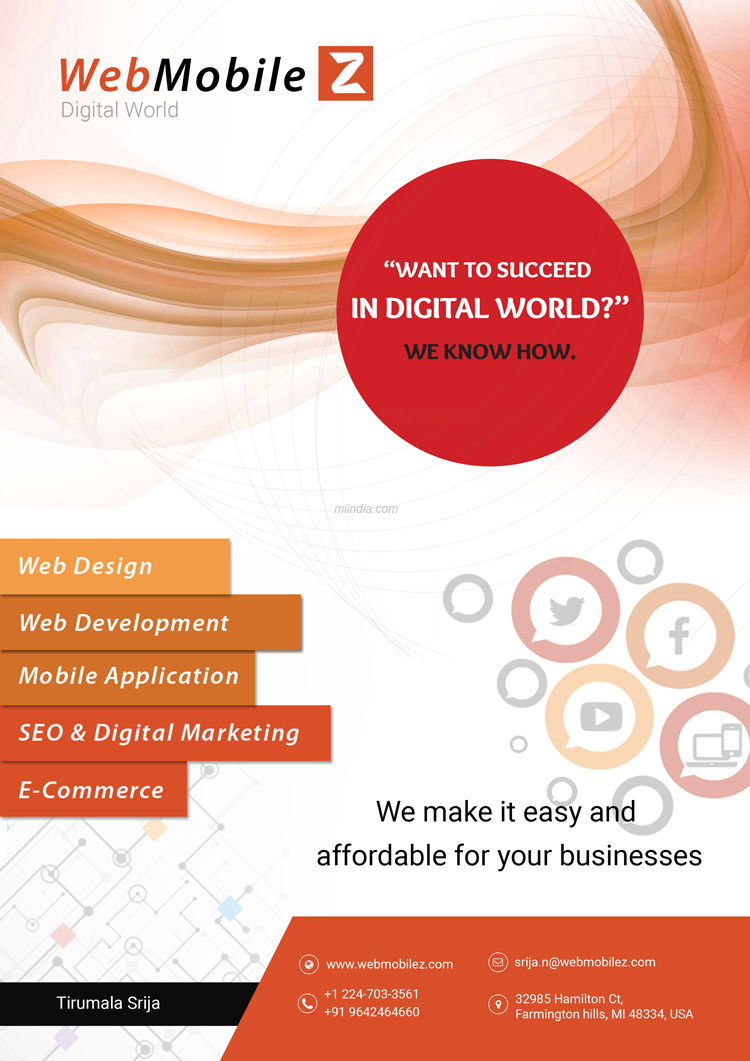 WebMobile Z
Digital World
“WANT TO SUCCEED
IN DIGITAL WORLD?”
WE KNOW HOW.
miindia.com
Web Design
Web Development
Mobile Application
SEO & Digital Marketing
E-Commerce
We make it easy and
affordable for your businesses
www.webmobilez.com
srija.n@webmobilez.com
+1 224-703-3561
+91 9642464660
32985 Hamilton Ct,
Farmington hills, MI 48334, USA
Tirumala Srija